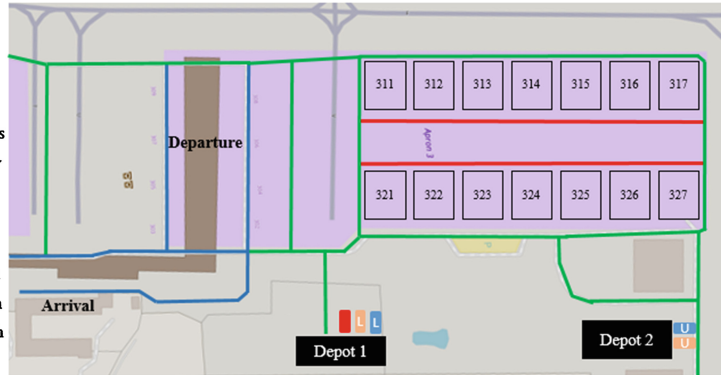 311 312 313 314 315 316 317
Departure
Apron 3
321 322 323 324 325 326 327
Arrival
L L
Depot 1
Depot 2
U
U
P